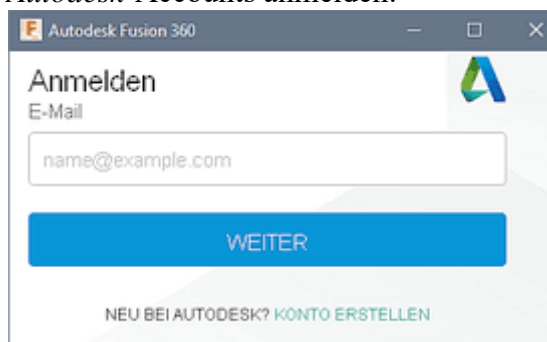 Autodesk-Accounts anmelden.
Autodesk Fusion 360
Anmelden
E-Mail
name@example.com
WEITER
NEU BEI AUTODESK? KONTO ERSTELLEN